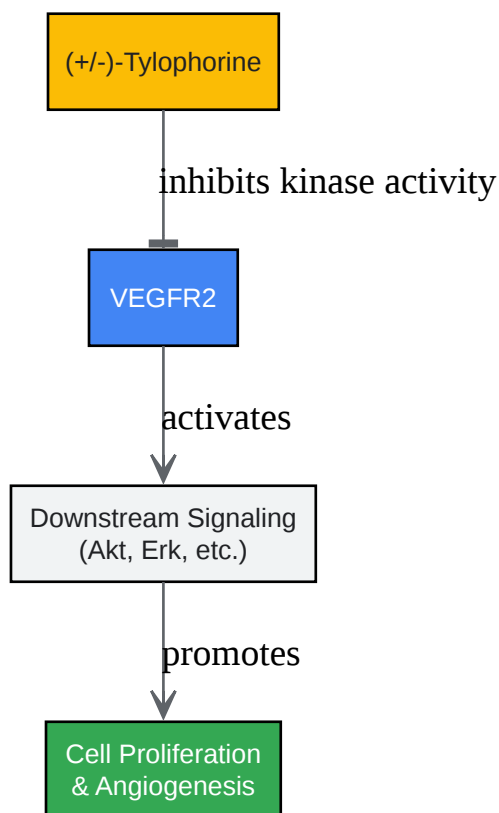 (+/-)-Tylophorine
inhibits kinase activity
VEGFR2
activates
Downstream Signaling
(Akt, Erk, etc.)
promotes
Cell Proliferation
& Angiogenesis